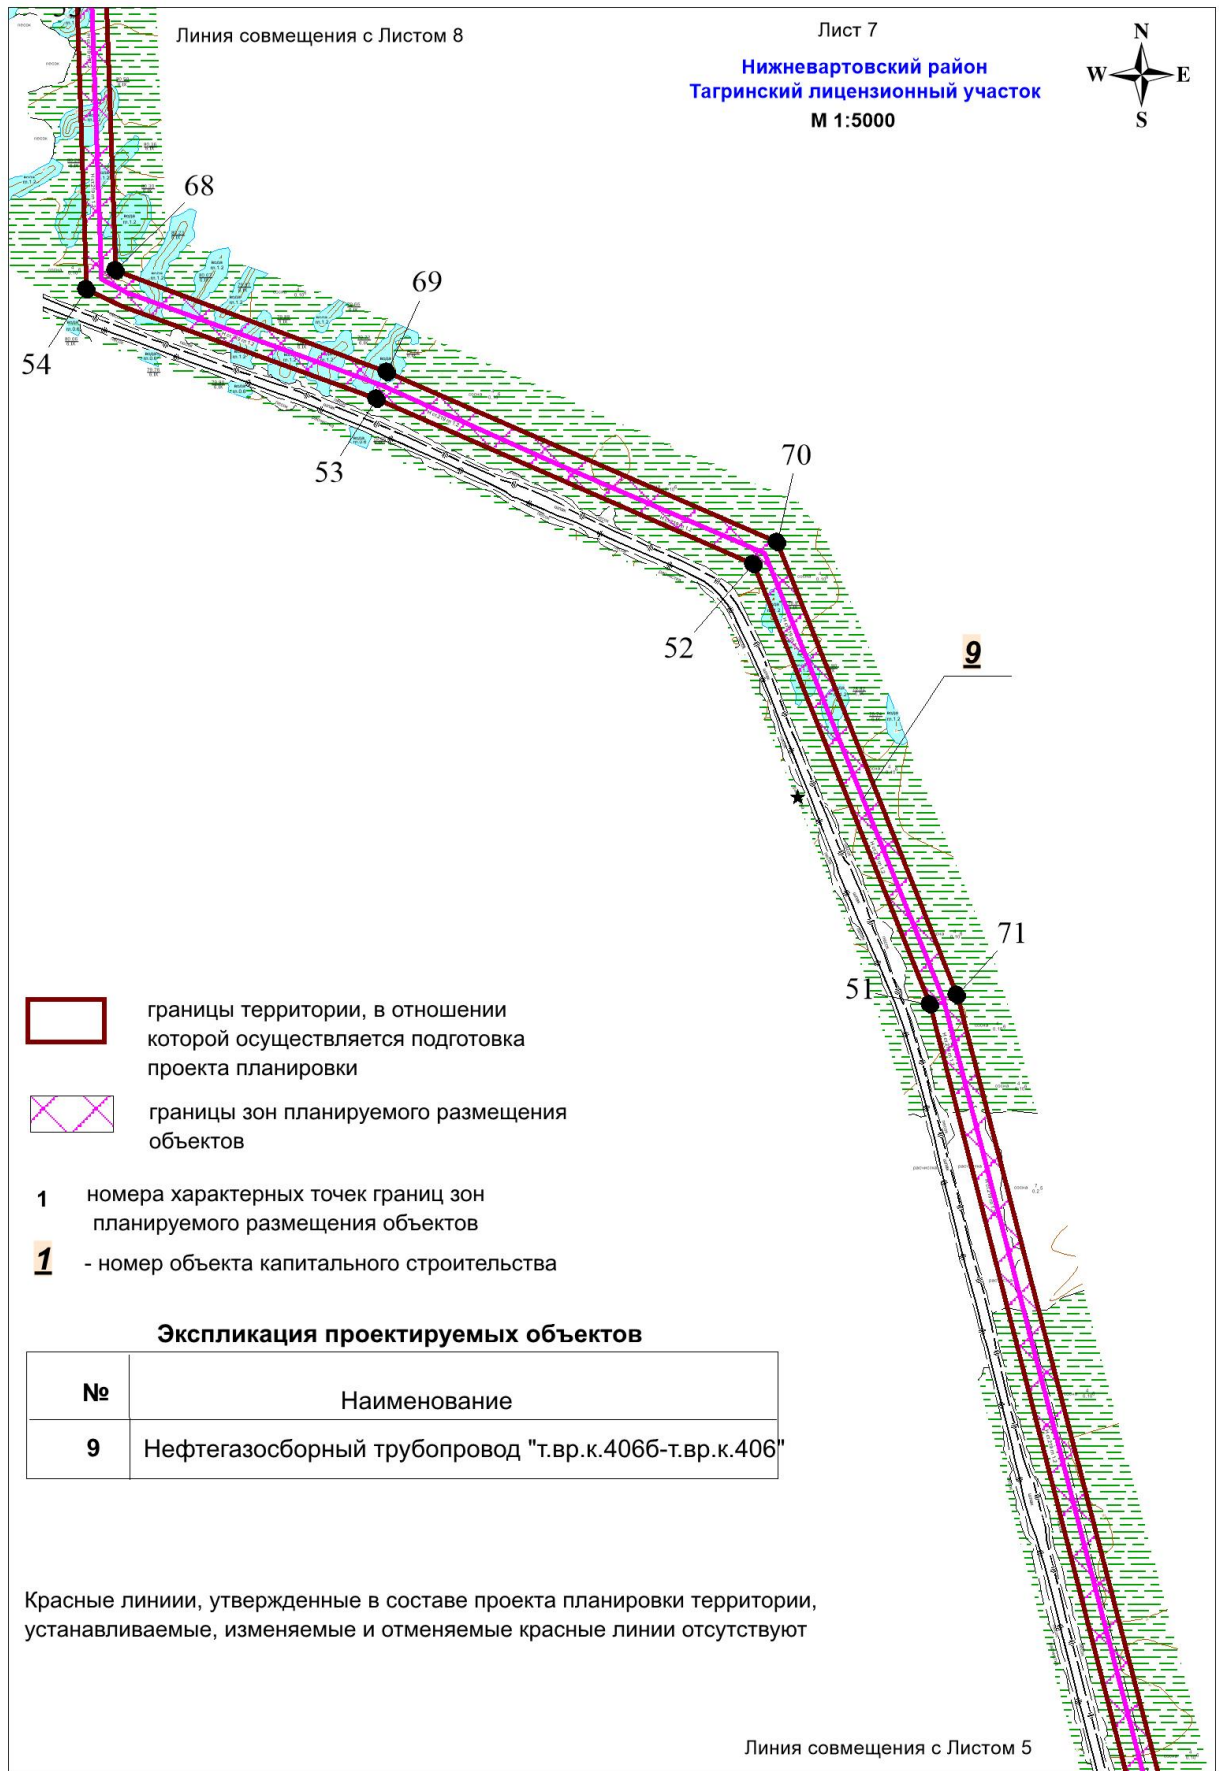 Линия совмещения с Листом 8
Лист 7
Нижневартовский район
Тагринский лицензионный участок
М 1:5000
N
W E
S
68
69
54
53
70
52
9
71
51
границы территории, в отношении
которой осуществляется подготовка
проекта планировки
границы зон планируемого размещения
объектов
1 номера характерных точек границ зон
планируемого размещения объектов
1 - номер объекта капитального строительства
Экспликация проектируемых объектов
№ Наименование
9 Нефтегазосборный трубопровод "т.вр.к.406б-т.вр.к.406"
Красные линиии, утвержденные в составе проекта планировки территории,
устанавливаемые, изменяемые и отменяемые красные линии отсутствуют
Линия совмещения с Листом 5